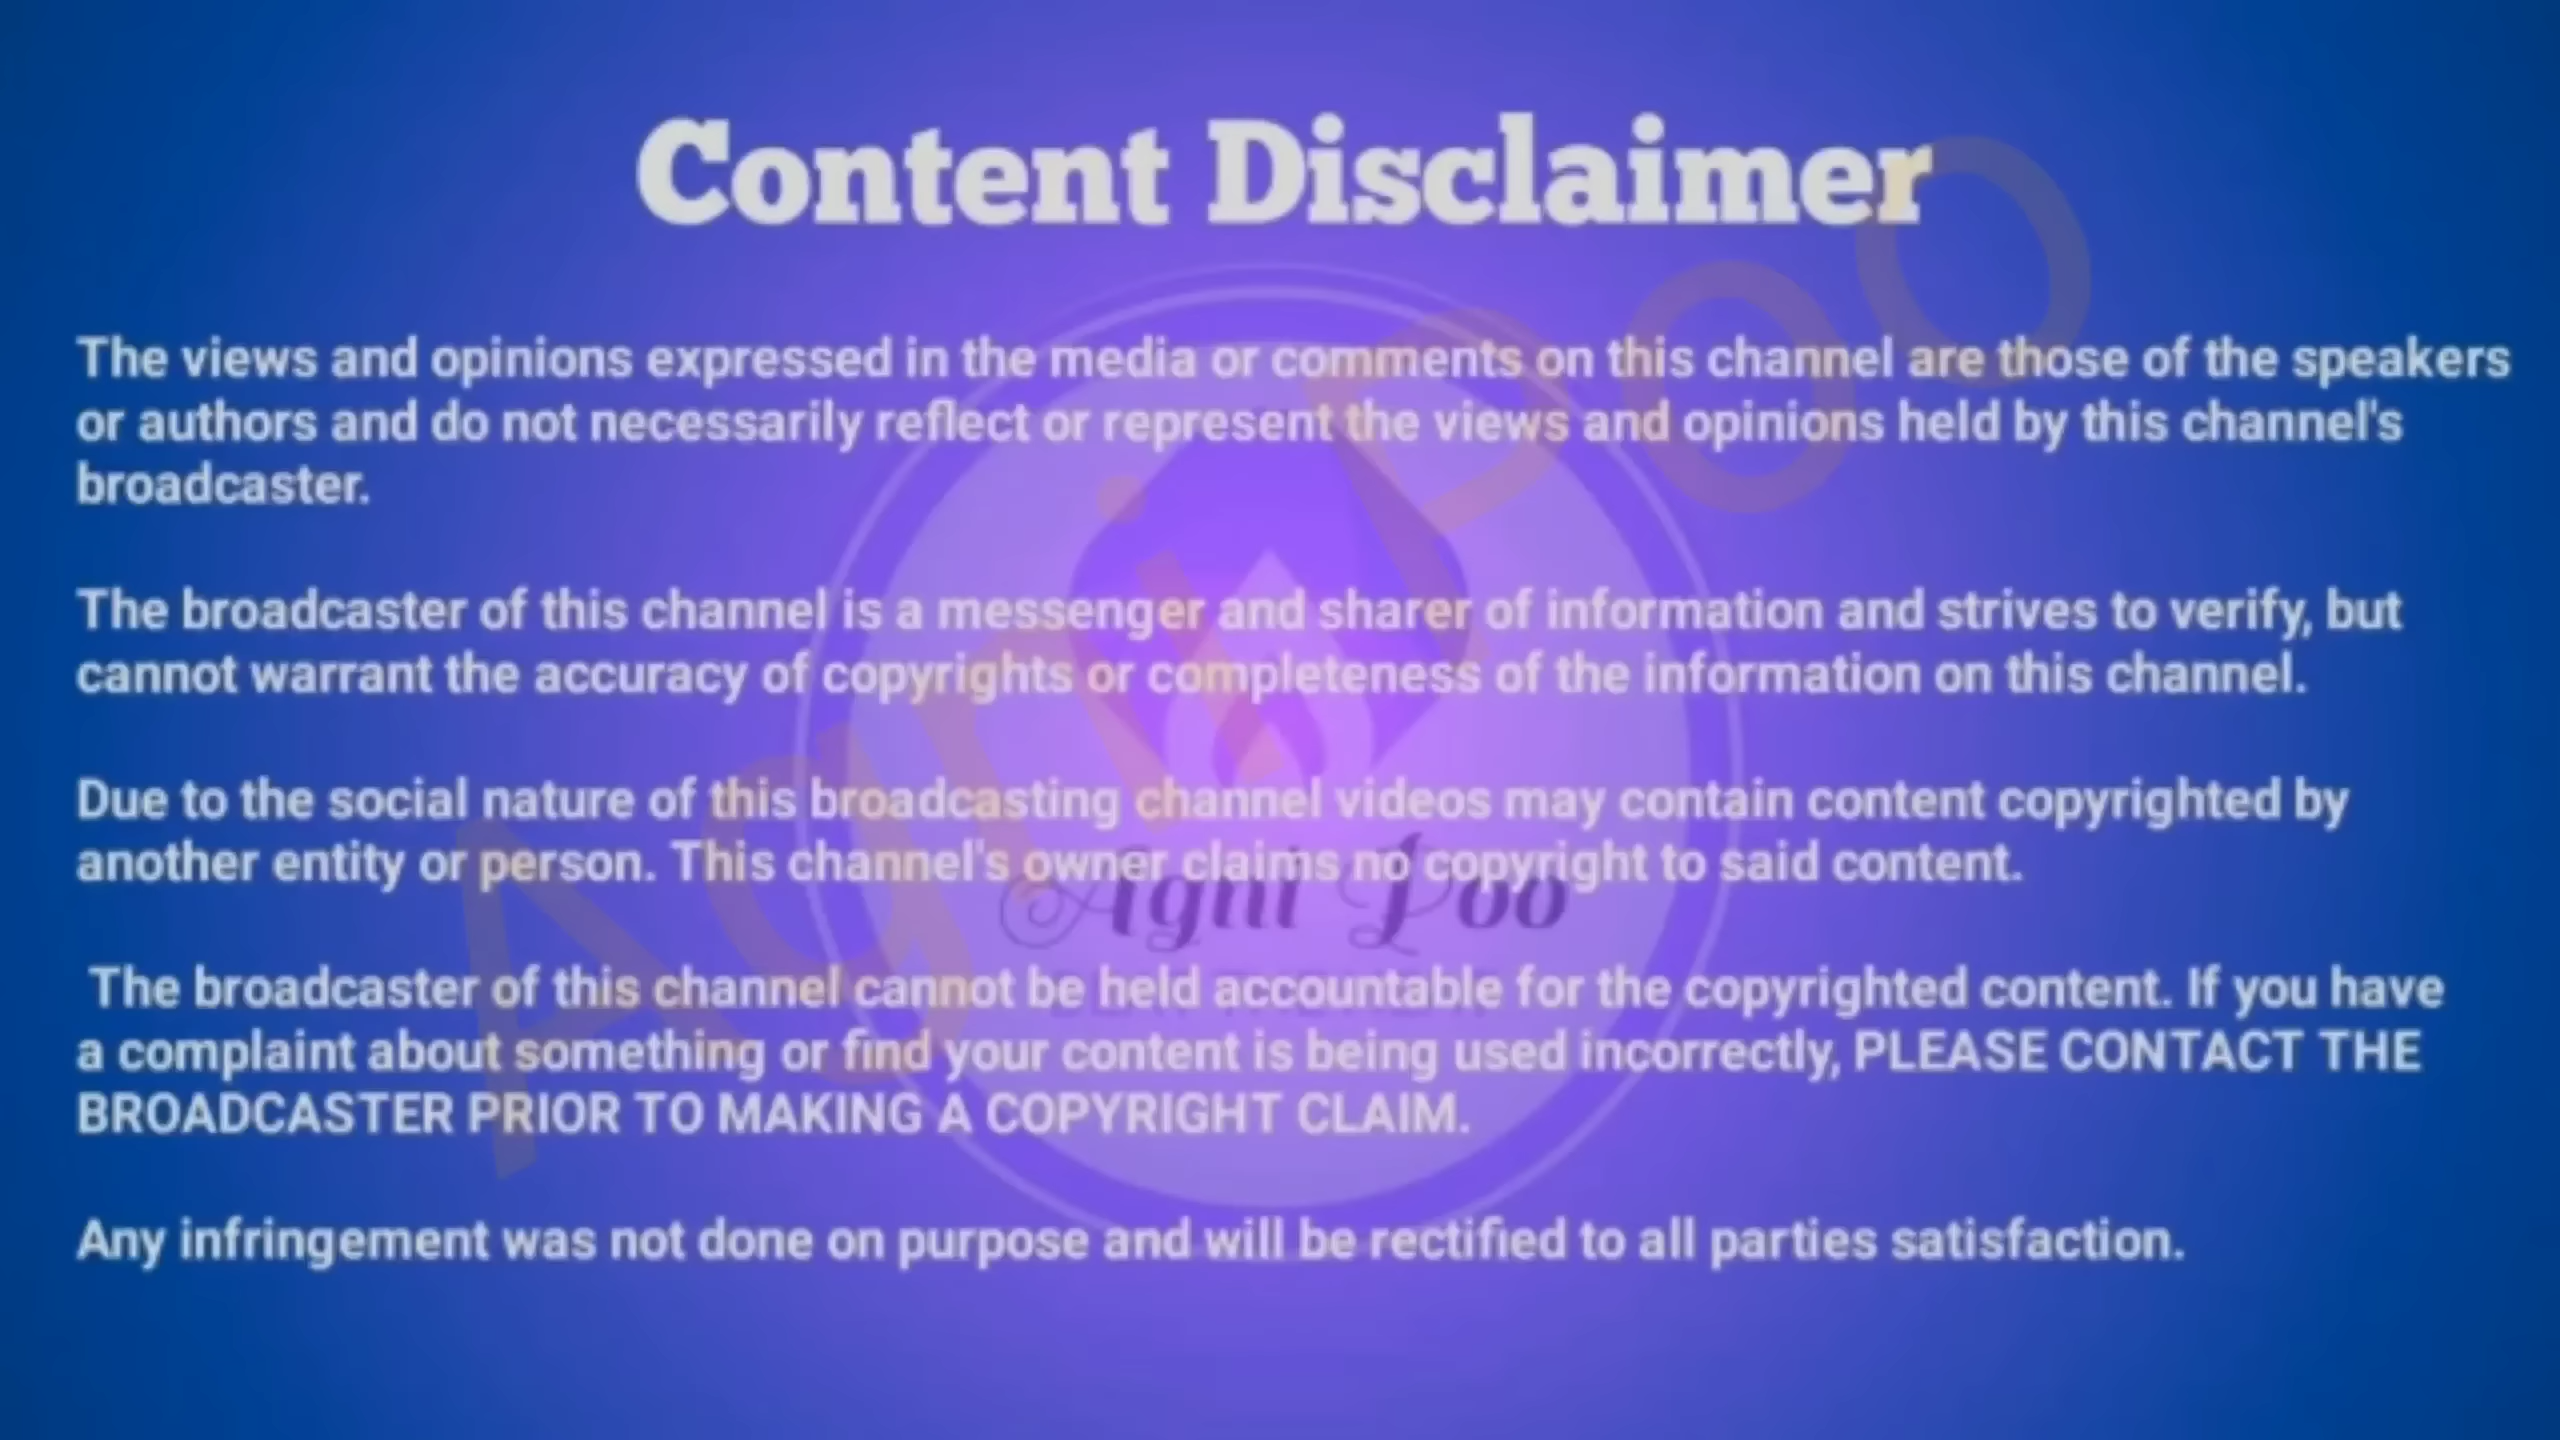 Content Disclaimer
The views and opinions expressed in the media or comments on this channel are those of the speakers
or authors and do not necessarily reflect or represent the views and opinions held by this channel's
broadcaster.
The broadcaster of this channel is a messenger and sharer of information and strives to verify, but
cannot warrant the accuracy of copyrights or completeness of the information on this channel.
Due to the social nature of this broadcasting channel videos may contain content copyrighted by
another entity or person. This channel's owner claims no copyright to said content.
Agni Poo
The broadcaster of this channel cannot be held accountable for the copyrighted content. If you have
a complaint about something or find your content is being used incorrectly, PLEASE CONTACT THE
BROADCASTER PRIOR TO MAKING A COPYRIGHT CLAIM.
Any infringement was not done on purpose and will be rectified to all parties satisfaction.
Agni Poo